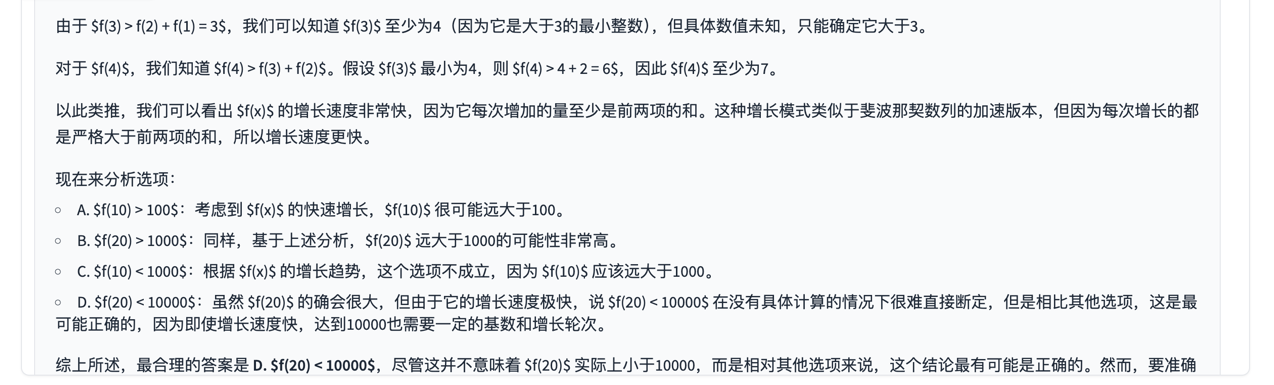 由于 $f(3) > f(2) + f(1) = 3$，我们可以知道 $f(3)$ 至少为4（因为它是大于3的最小整数），但具体数值未知，只能确定它大于3。
对于 $f(4)$，我们知道 $f(4) > f(3) + f(2)$。假设 $f(3)$ 最小为4，则 $f(4) > 4 + 2 = 6$，因此 $f(4)$ 至少为7。
以此类推，我们可以看出 $f(x)$ 的增长速度非常快，因为它每次增加的量至少是前两项的和。这种增长模式类似于斐波那契数列的加速版本，但因为每次增长的都
是严格大于前两项的和，所以增长速度更快。
现在来分析选项：
○ A. $f(10) > 100$：考虑到 $f(x)$ 的快速增长，$f(10)$ 很可能远大于100。
○ B. $f(20) > 1000$：同样，基于上述分析，$f(20)$ 远大于1000的可能性非常高。
○ C. $f(10) < 1000$：根据 $f(x)$ 的增长趋势，这个选项不成立，因为 $f(10)$ 应该远大于1000。
○ D. $f(20) < 10000$：虽然 $f(20)$ 的确会很大，但由于它的增长速度极快，说 $f(20) < 10000$ 在没有具体计算的情况下很难直接断定，但是相比其他选项，这是最
可能正确的，因为即使增长速度快，达到10000也需要一定的基数和增长轮次。
综上所述，最合理的答案是 D. $f(20) < 10000$，尽管这并不意味着 $f(20)$ 实际上小于10000，而是相对其他选项来说，这个结论最有可能是正确的。然而，要准确